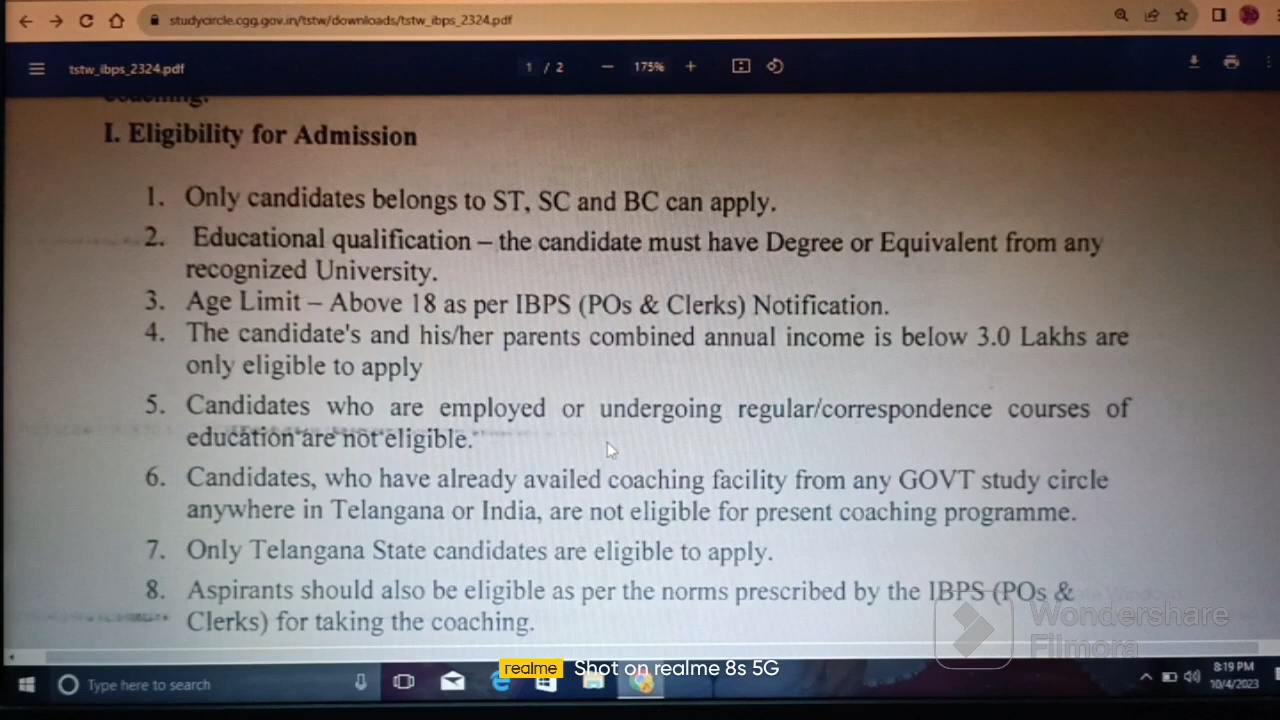 studycircle.cgg.gov.in/tstw/downloads/tstw_ibps_2324.pdf
tstw_ibps_2324.pdf
1 / 2
175%
coaching.
I. Eligibility for Admission
1. Only candidates belongs to ST, SC and BC can apply.
2. Educational qualification – the candidate must have Degree or Equivalent from any
recognized University.
3. Age Limit – Above 18 as per IBPS (POs & Clerks) Notification.
4. The candidate's and his/her parents combined annual income is below 3.0 Lakhs are
only eligible to apply
5. Candidates who are employed or undergoing regular/correspondence courses of
education are not eligible.
6. Candidates, who have already availed coaching facility from any GOVT study circle
anywhere in Telangana or India, are not eligible for present coaching programme.
7. Only Telangana State candidates are eligible to apply.
8. Aspirants should also be eligible as per the norms prescribed by the IBPS (POs &
Clerks) for taking the coaching.
Wondershare
Filmora
realme Shot on realme 8s 5G
Type here to search
8:19 PM
10/4/2023